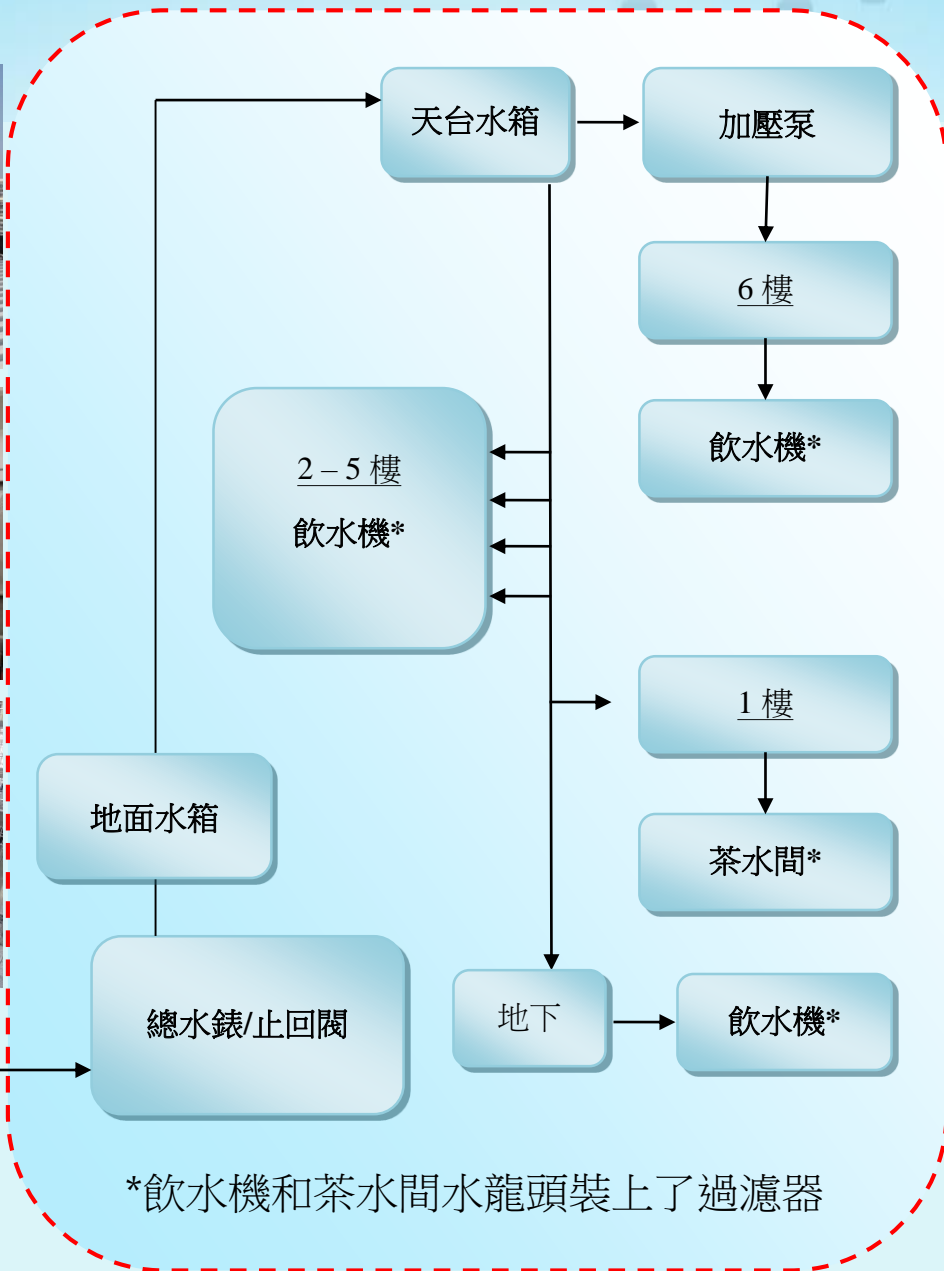 天台水箱
加壓泵
6 樓
飲水機*
2 – 5 樓
飲水機*
1 樓
茶水間*
地面水箱
總水錶/止回閥
地下
飲水機*
*飲水機和茶水間水龍頭裝上了過濾器